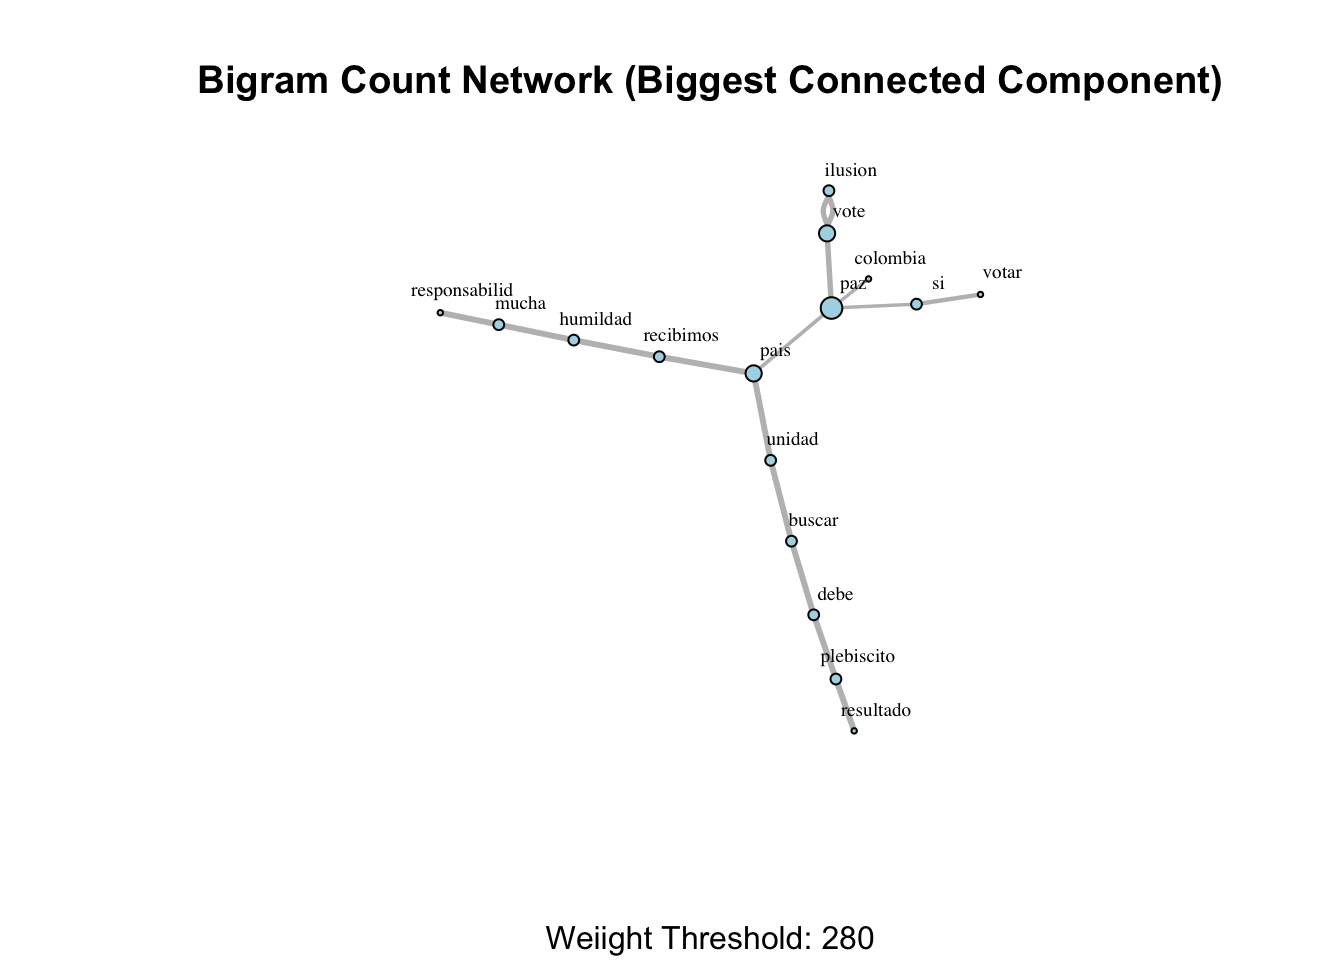 Bigram Count Network (Biggest Connected Component)
ilusion
vote
colombia
votar
paz
si
responsabilid
mucha
humildad
recibimos
pais
unidad
buscar
debe
plebiscito
resultado
Weiight Threshold: 280